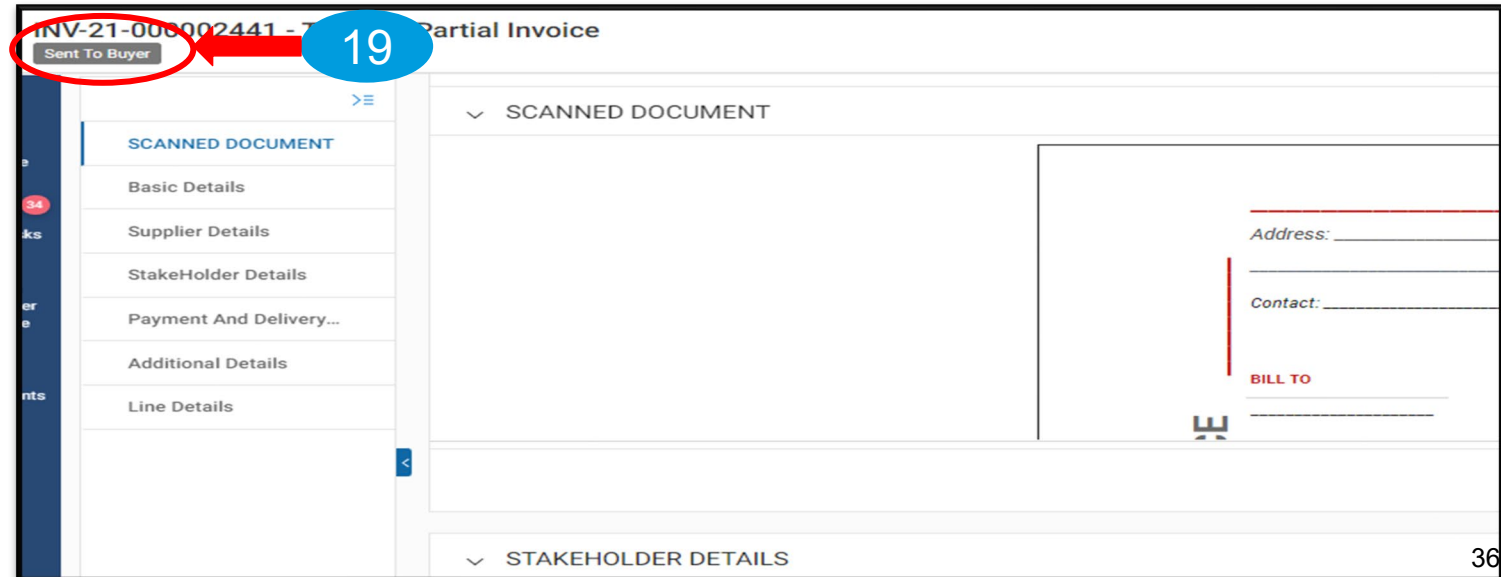 INV-21-000002441 - Partial Invoice
Sent To Buyer
19
34
SCANNED DOCUMENT
Basic Details
Supplier Details
StakeHolder Details
Payment And Delivery...
Additional Details
Line Details
SCANNED DOCUMENT
Address:
Contact:
BILL TO
STAKEHOLDER DETAILS
36